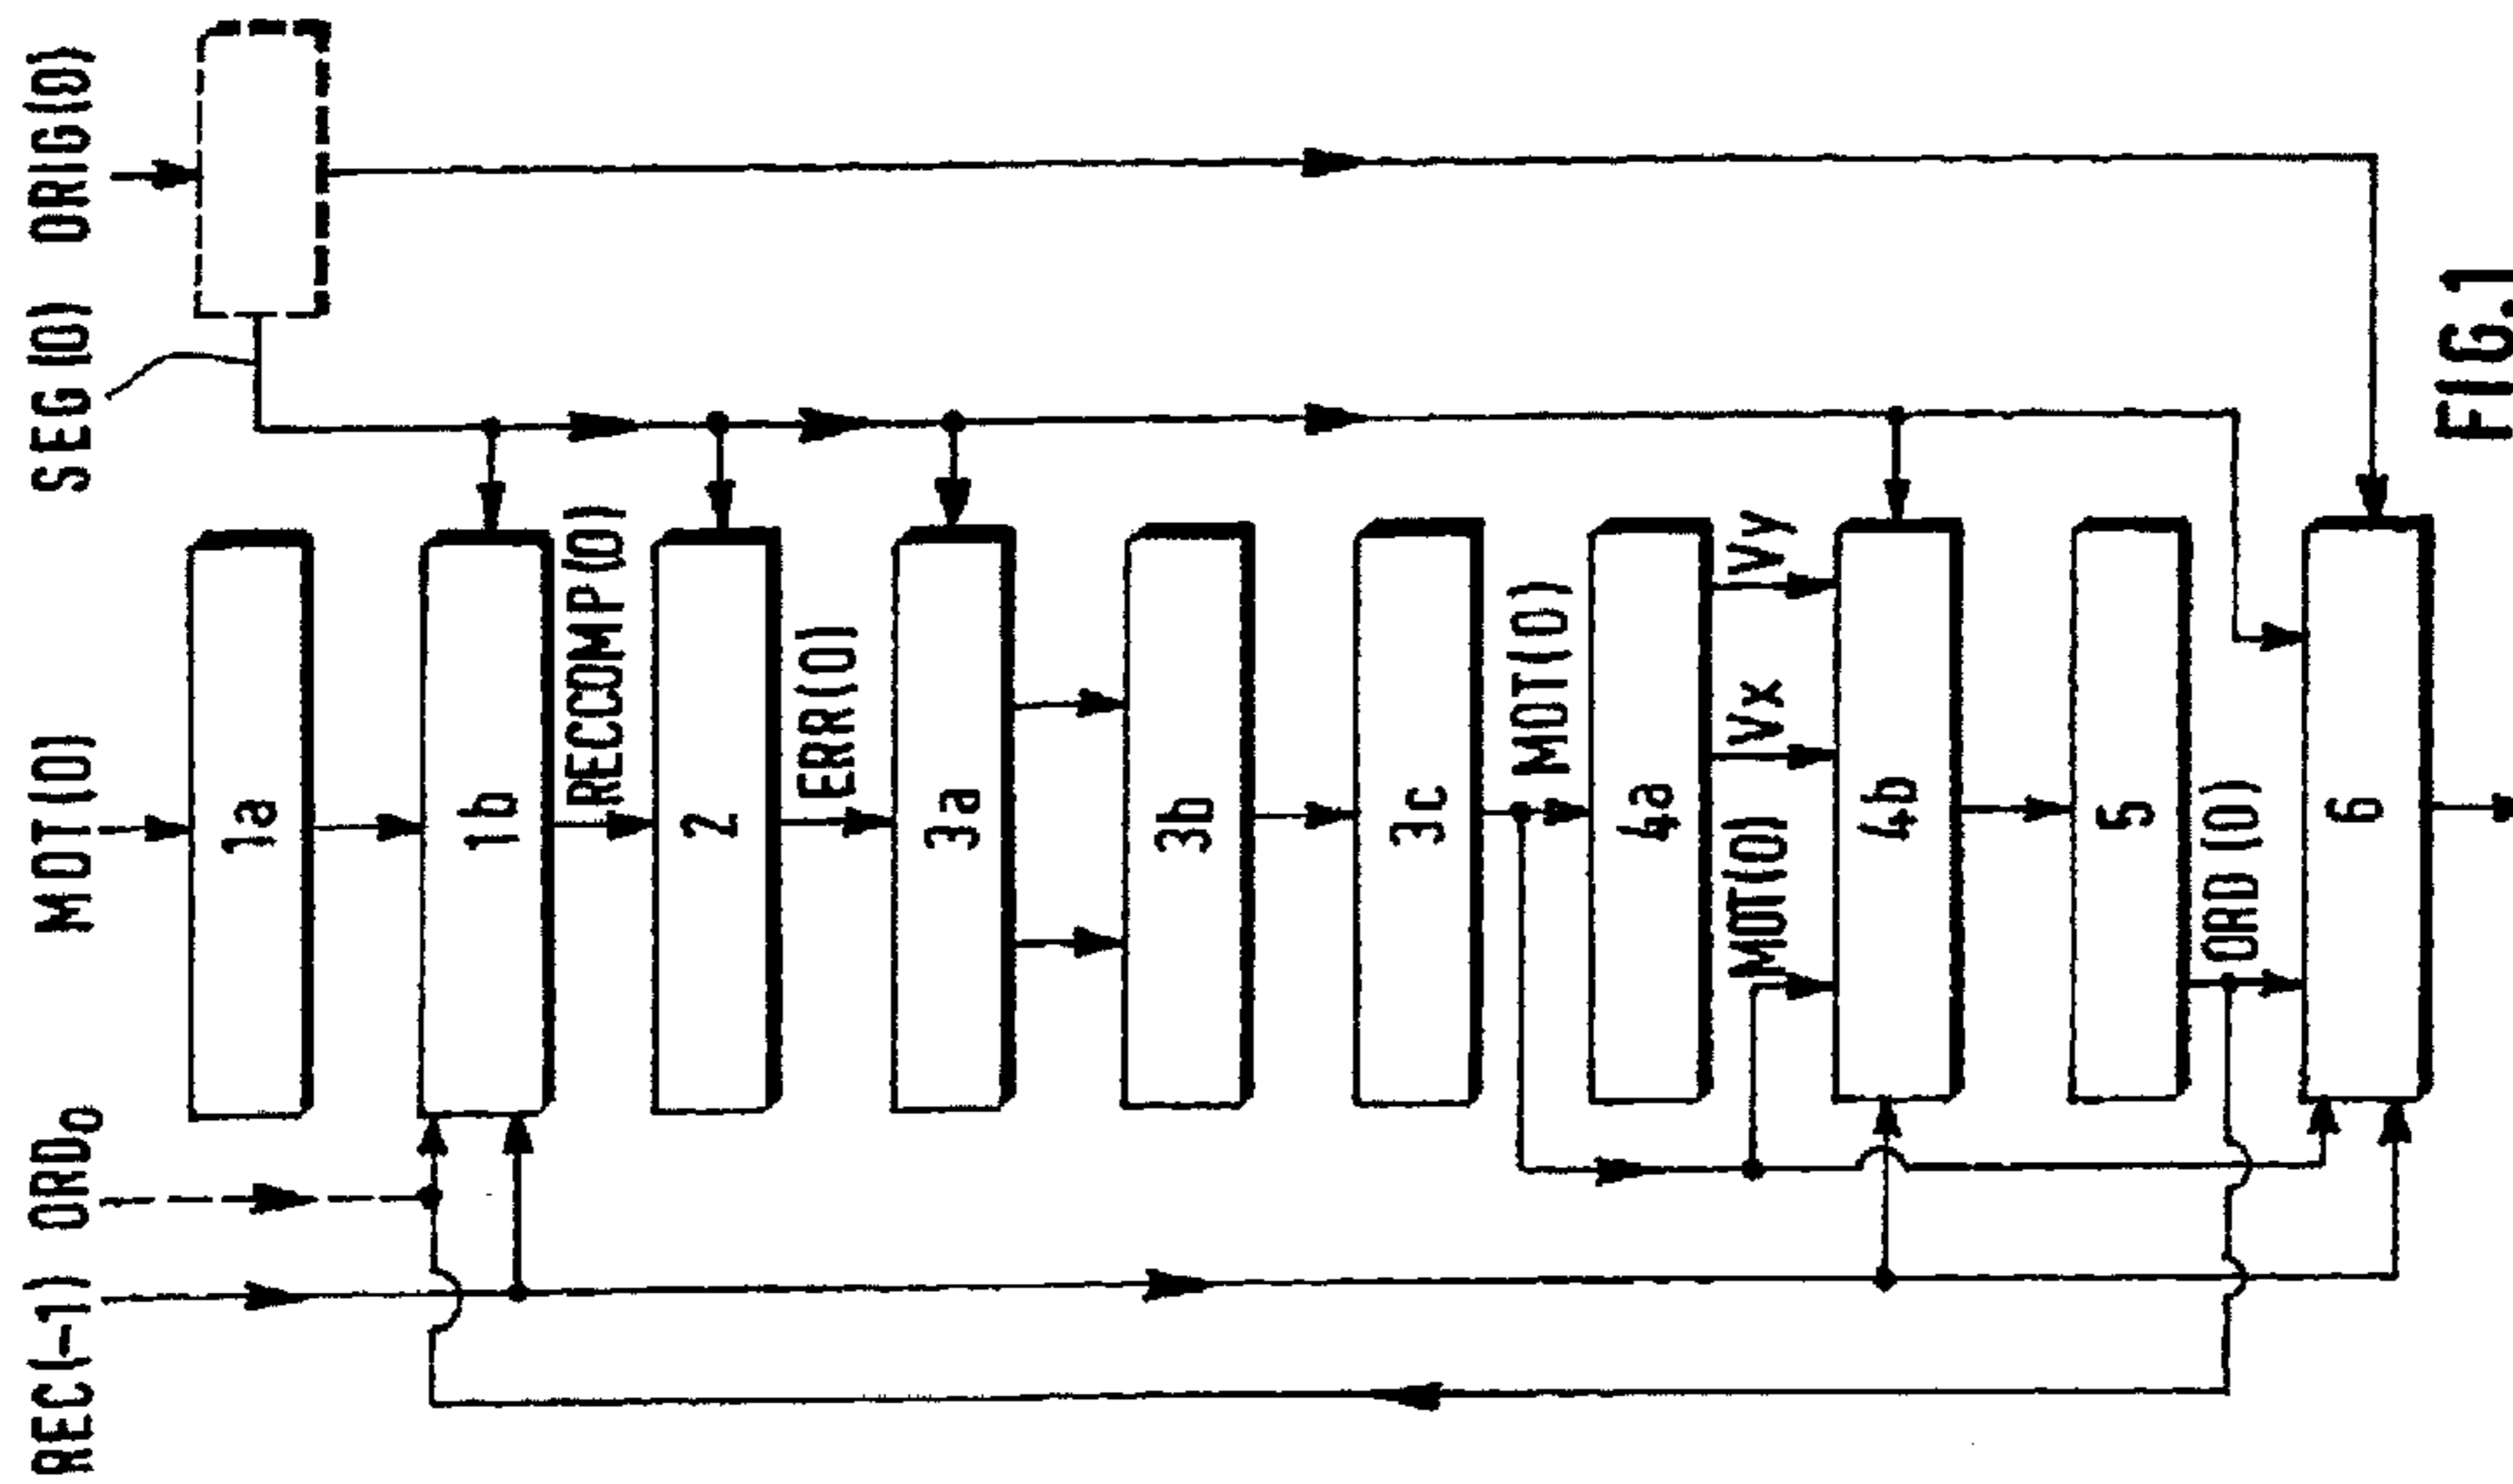 REC(-1) ORD₀ MOT(0) SEG(0) ORIG(0)
1a
1b
RECCOMP(0)
2
ERR(0)
3a
3b
3c
MOT(0)
4a
MOT(0) Vx Vy
4b
5
ORD(0)
6
FIG.1